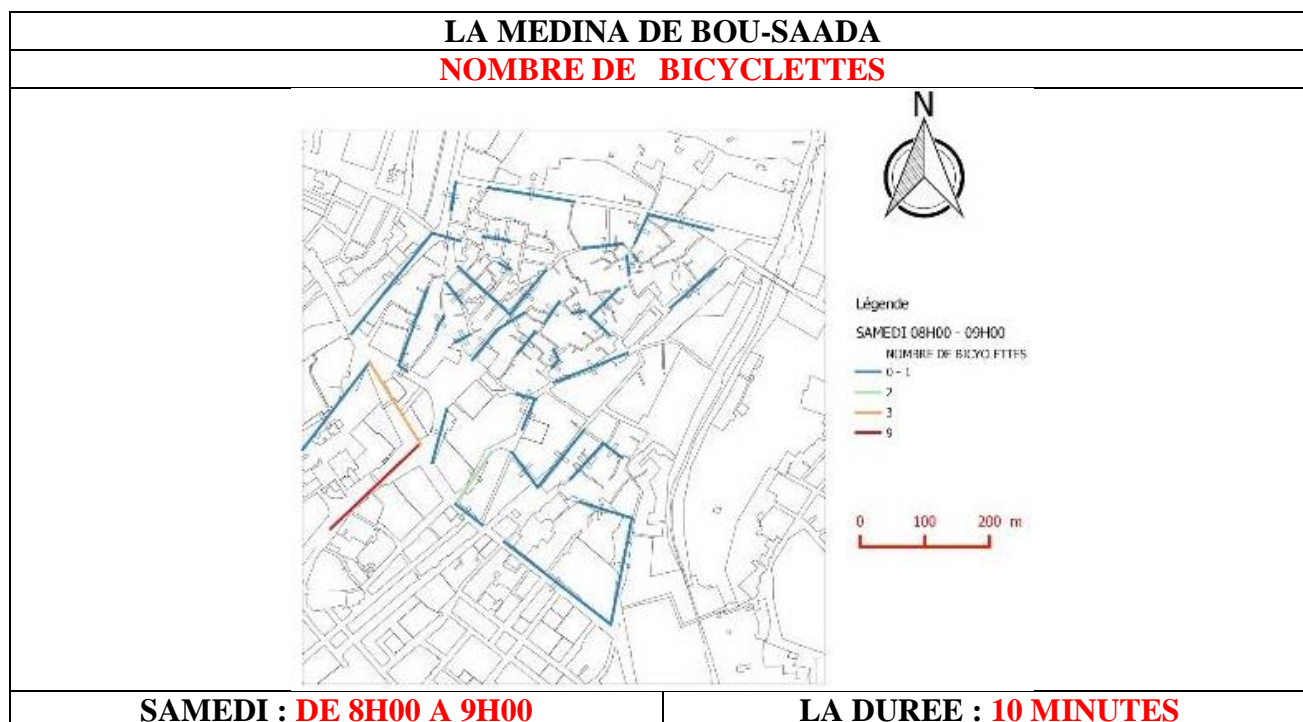 LA MEDINA DE BOU-SAADA
NOMBRE DE BICYCLETTES
N
Légende
SAMEDI 08H00 - 09H00
NOMBRE DE BICYCLETTES
0 - 1
2
3
9
0 100 200 m
SAMEDI : DE 8H00 A 9H00
LA DUREE : 10 MINUTES